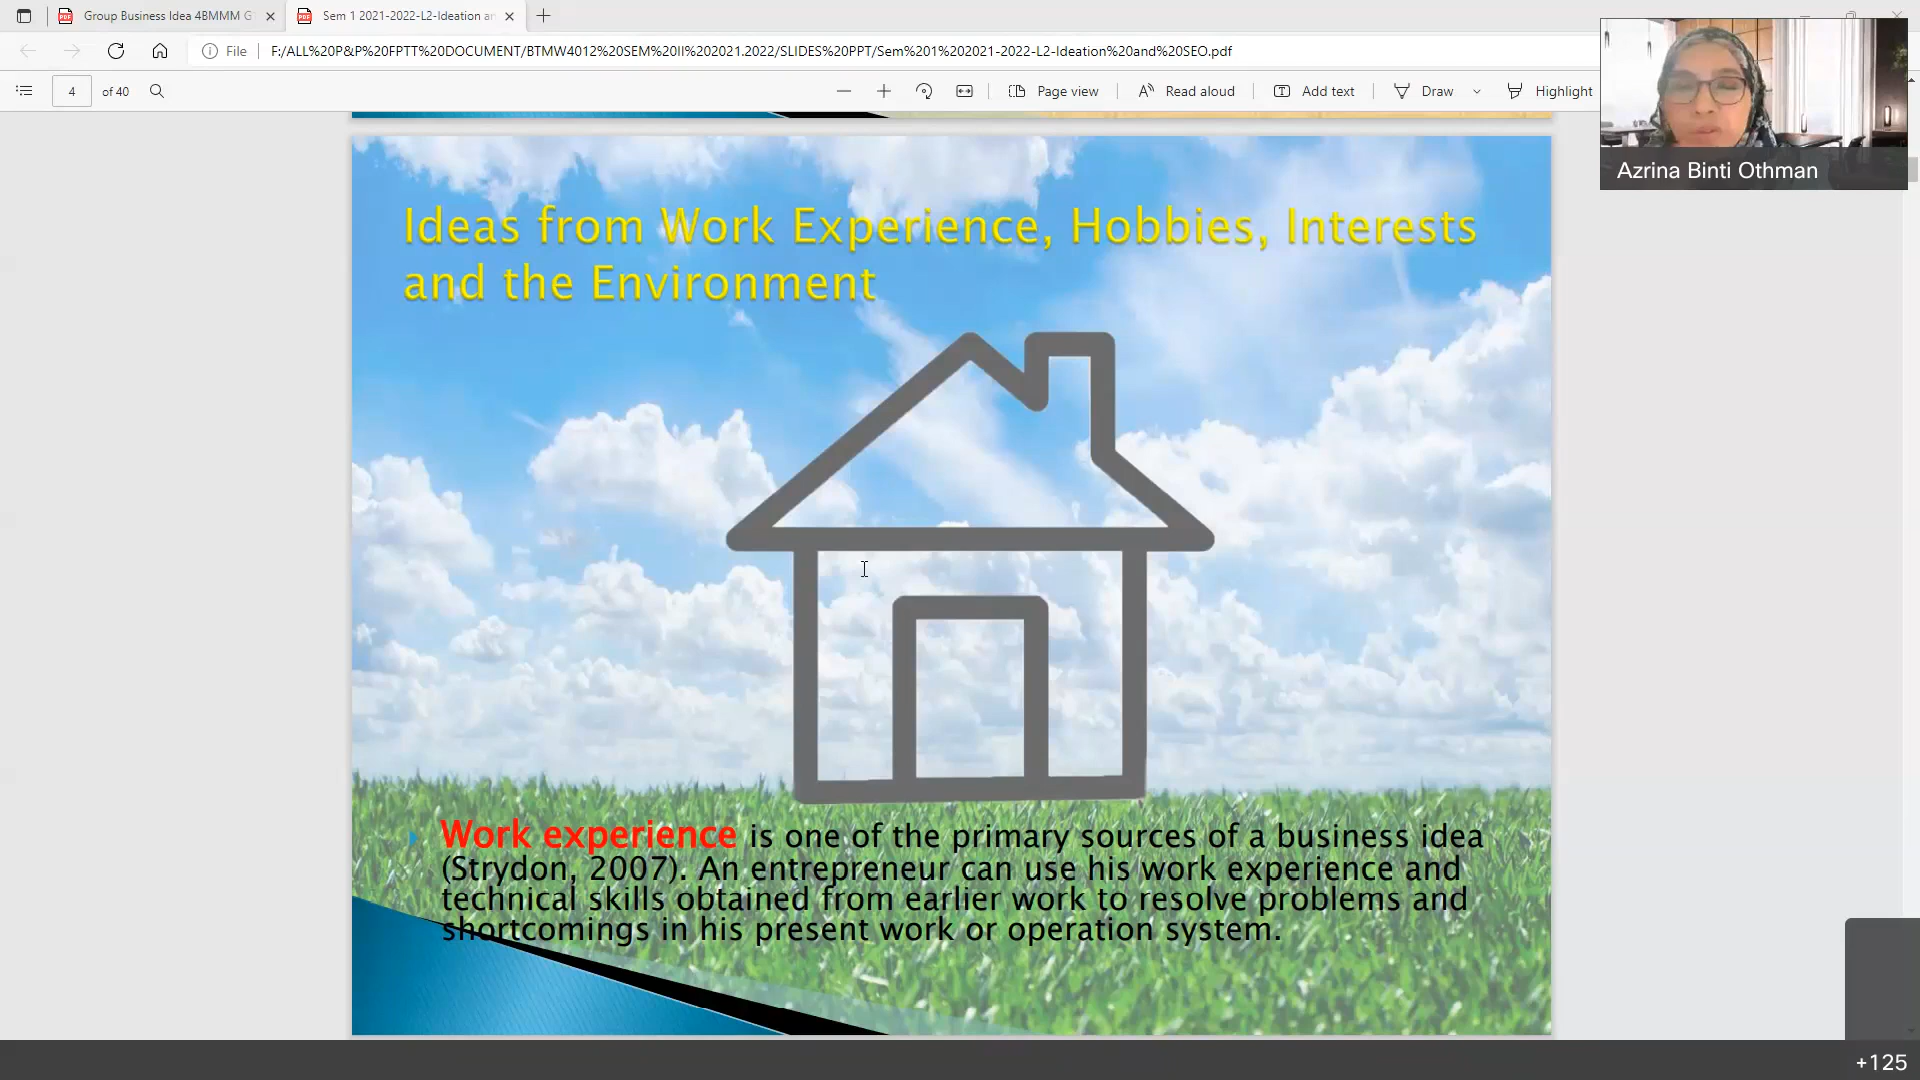 Group Business Idea 4BMMM G
Sem 1 2021-2022-L2-Ideation an
File
F:/ALL%20P&P%20FPTT%20DOCUMENT/BTMW4012%20SEM%20II%202021.2022/SLIDES%20PPT/Sem%201%202021-2022-L2-Ideation%20and%20SEO.pdf
4 of 40
Page view
Read aloud
Add text
Draw
Highlight
Azrina Binti Othman
Ideas from Work Experience, Hobbies, Interests
and the Environment
Work experience is one of the primary sources of a business idea
(Strydon, 2007). An entrepreneur can use his work experience and
technical skills obtained from earlier work to resolve problems and
shortcomings in his present work or operation system.
+125